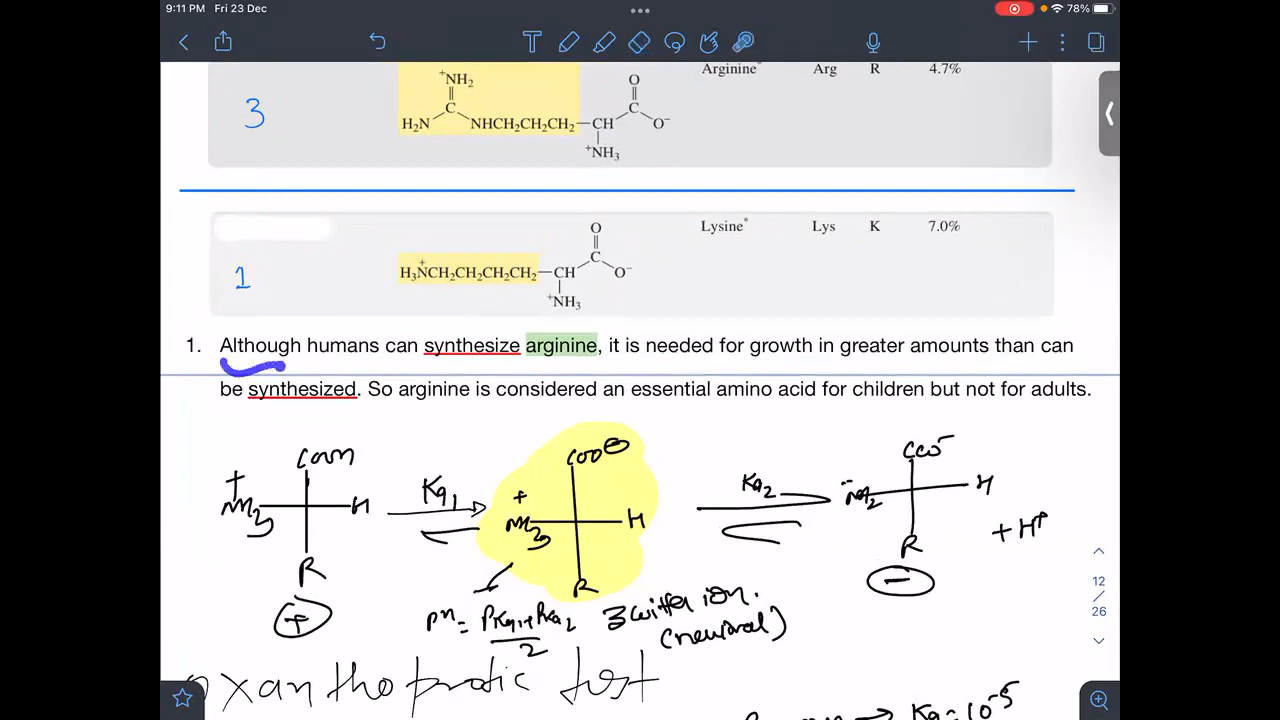 9:11 PM Fri 23 Dec 78%
+NH2 O Arginine* Arg R 4.7%
3 C C
H2N NHCH2CH2CH2—CH O−
+NH3
O Lysine* Lys K 7.0%
C
1 H3N+CH2CH2CH2CH2—CH O−
+NH3
1. Although humans can synthesize arginine, it is needed for growth in greater amounts than can
be synthesized. So arginine is considered an essential amino acid for children but not for adults.
COOH COO⊖ COO−
+NH3 H Ka1 +NH3 H Ka2 NH2 H
R R R + H+
+ −
pH = PKa1+PKa2 / 2 Zwitter ion.
(neutral)
12
/
26
xanthoprotic test
Ka=10-5